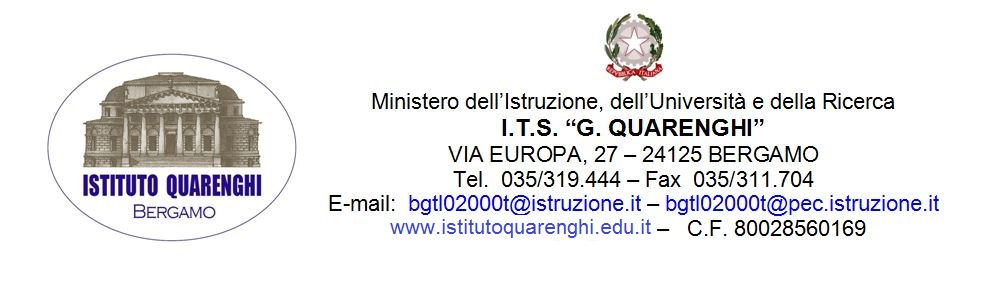 REPUBBLICA ITALIANA
Ministero dell’Istruzione, dell’Università e della Ricerca
I.T.S. “G. QUARENGHI”
VIA EUROPA, 27 – 24125 BERGAMO
Tel.  035/319.444 – Fax  035/311.704
E-mail:  bgtl02000t@istruzione.it – bgtl02000t@pec.istruzione.it
www.istitutoquarenghi.edu.it –   C.F. 80028560169
ISTITUTO QUARENGHI
BERGAMO